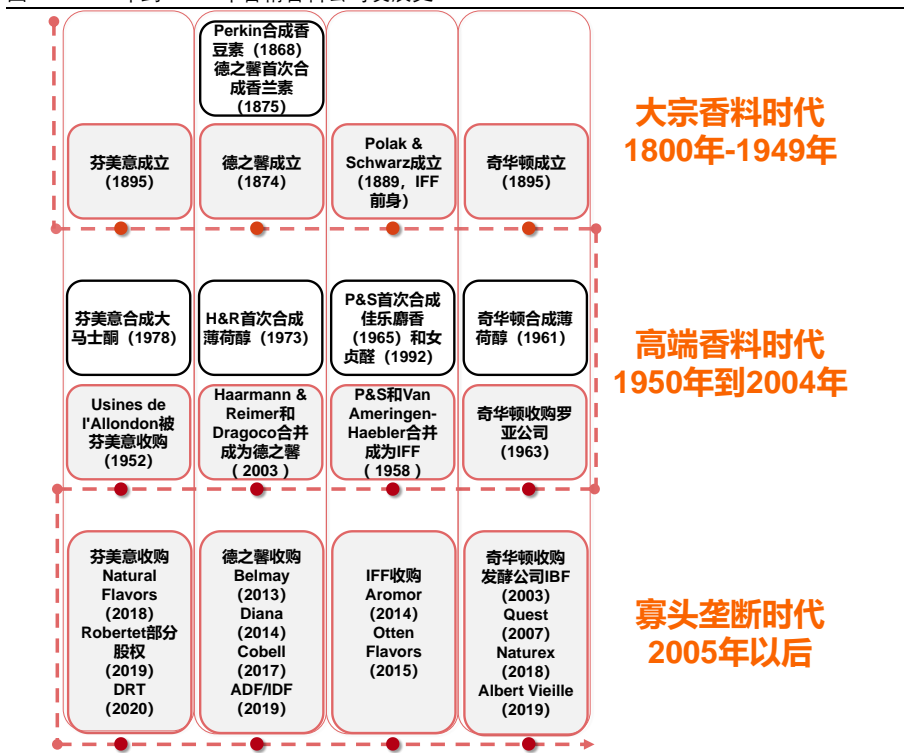 Perkin合成香
豆素（1868）
德之馨首次合
成香兰素
（1875）
芬美意成立
（1895）
德之馨成立
（1874）
Polak &
Schwarz成立
（1889，IFF
前身）
奇华顿成立
（1895）
大宗香料时代
1800年-1949年
芬美意合成大
马士酮（1978）
H&R首次合成
薄荷醇（1973）
P&S首次合成
佳乐麝香
（1965）和女
贞醛（1992）
奇华顿合成薄
荷醇（1961）
Usines de
l'Allondon被
芬美意收购
（1952）
Haarmann &
Reimer和
Dragoco合并
成为德之馨
（ 2003 ）
P&S和Van
Ameringen-
Haebler合并
成为IFF
（ 1958 ）
奇华顿收购罗
亚公司
（1963）
高端香料时代
1950年到2004年
芬美意收购
Natural
Flavors
（2018）
Robertet部分
股权
（2019）
DRT
（2020）
德之馨收购
Belmay
（2013）
Diana
（2014）
Cobell
（2017）
ADF/IDF
（2019）
IFF收购
Aromor
（2014）
Otten
Flavors
（2015）
奇华顿收购
发酵公司IBF
（2003）
Quest
（2007）
Naturex
（2018）
Albert Vieille
（2019）
寡头垄断时代
2005年以后